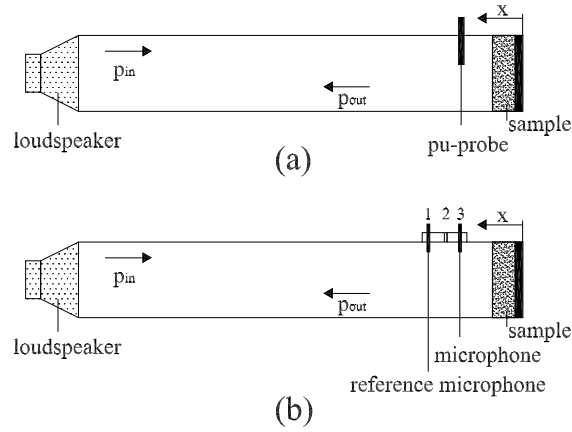 x
pin
pout
loudspeaker
sample
pu-probe
(a)
1 2 3
x
pin
pout
loudspeaker
sample
microphone
reference microphone
(b)